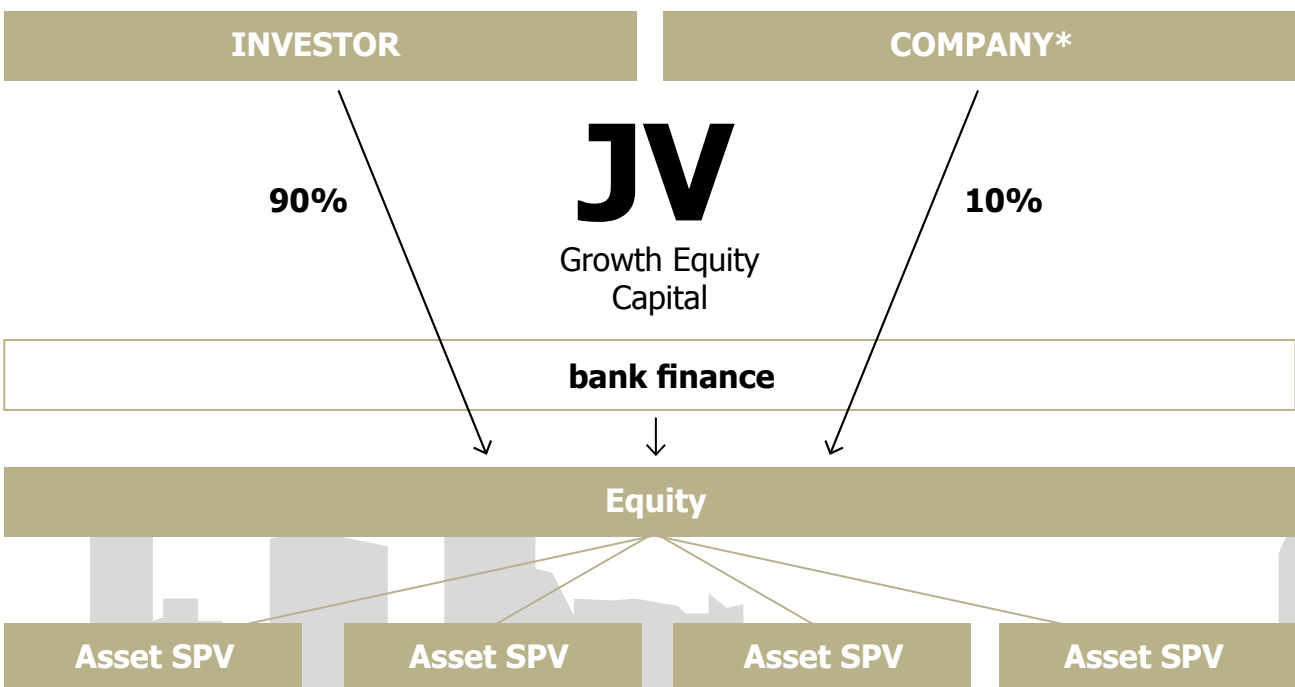 INVESTOR
COMPANY*
JV
90%
10%
Growth Equity
Capital
bank finance
Equity
Asset SPV
Asset SPV
Asset SPV
Asset SPV